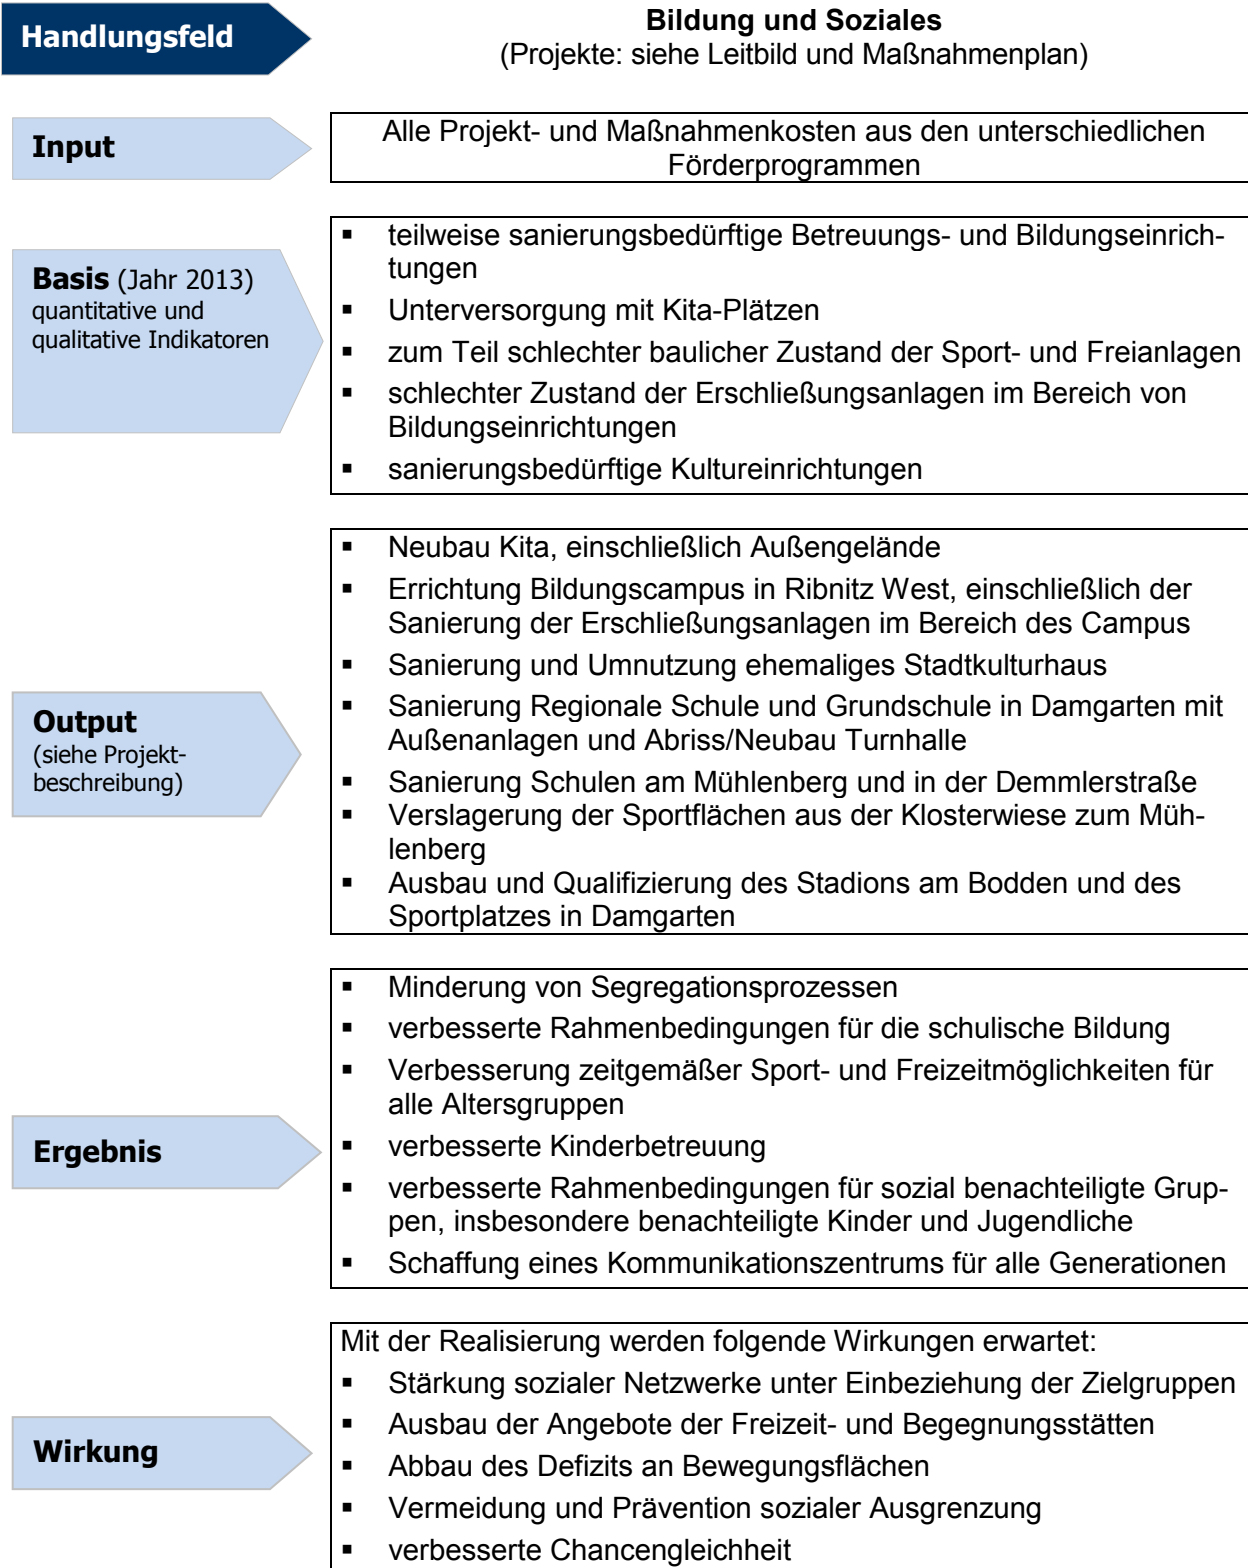 Handlungsfeld
Bildung und Soziales
(Projekte: siehe Leitbild und Maßnahmenplan)
Input
Alle Projekt- und Maßnahmenkosten aus den unterschiedlichen
Förderprogrammen
Basis (Jahr 2013)
quantitative und
qualitative Indikatoren
▪ teilweise sanierungsbedürftige Betreuungs- und Bildungseinrich-
tungen
▪ Unterversorgung mit Kita-Plätzen
▪ zum Teil schlechter baulicher Zustand der Sport- und Freianlagen
▪ schlechter Zustand der Erschließungsanlagen im Bereich von
Bildungseinrichtungen
▪ sanierungsbedürftige Kultureinrichtungen
Output
(siehe Projekt-
beschreibung)
▪ Neubau Kita, einschließlich Außengelände
▪ Errichtung Bildungscampus in Ribnitz West, einschließlich der
Sanierung der Erschließungsanlagen im Bereich des Campus
▪ Sanierung und Umnutzung ehemaliges Stadtkulturhaus
▪ Sanierung Regionale Schule und Grundschule in Damgarten mit
Außenanlagen und Abriss/Neubau Turnhalle
▪ Sanierung Schulen am Mühlenberg und in der Demmlerstraße
▪ Verslagerung der Sportflächen aus der Klosterwiese zum Müh-
lenberg
▪ Ausbau und Qualifizierung des Stadions am Bodden und des
Sportplatzes in Damgarten
Ergebnis
▪ Minderung von Segregationsprozessen
▪ verbesserte Rahmenbedingungen für die schulische Bildung
▪ Verbesserung zeitgemäßer Sport- und Freizeitmöglichkeiten für
alle Altersgruppen
▪ verbesserte Kinderbetreuung
▪ verbesserte Rahmenbedingungen für sozial benachteiligte Grup-
pen, insbesondere benachteiligte Kinder und Jugendliche
▪ Schaffung eines Kommunikationszentrums für alle Generationen
Wirkung
Mit der Realisierung werden folgende Wirkungen erwartet:
▪ Stärkung sozialer Netzwerke unter Einbeziehung der Zielgruppen
▪ Ausbau der Angebote der Freizeit- und Begegnungsstätten
▪ Abbau des Defizits an Bewegungsflächen
▪ Vermeidung und Prävention sozialer Ausgrenzung
▪ verbesserte Chancengleichheit